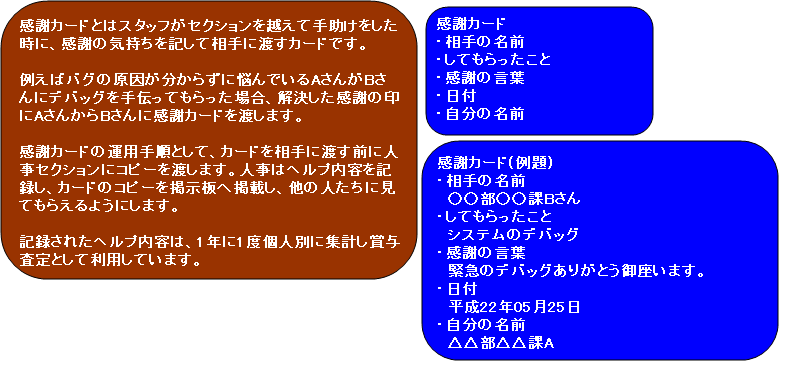 感謝カードとはスタッフがセクションを越えて手助けをした
時に、感謝の気持ちを記して相手に渡すカードです。
例えばバグの原因が分からずに悩んでいるAさんがBさ
んにデバッグを手伝ってもらった場合、解決した感謝の印
にAさんからBさんに感謝カードを渡します。
感謝カードの運用手順として、カードを相手に渡す前に人
事セクションにコピーを渡します。人事はヘルプ内容を記
録し、カードのコピーを掲示板へ掲載し、他の人たちに見
てもらえるようにします。
記録されたヘルプ内容は、1年に1度個人別に集計し賞与
査定として利用しています。
感謝カード
・相手の名前
・してもらったこと
・感謝の言葉
・日付
・自分の名前
感謝カード(例題)
・相手の名前
〇〇部〇〇課Bさん
・してもらったこと
システムのデバッグ
・感謝の言葉
緊急のデバッグありがとう御座います。
・日付
平成22年05月25日
・自分の名前
△△部△△課A